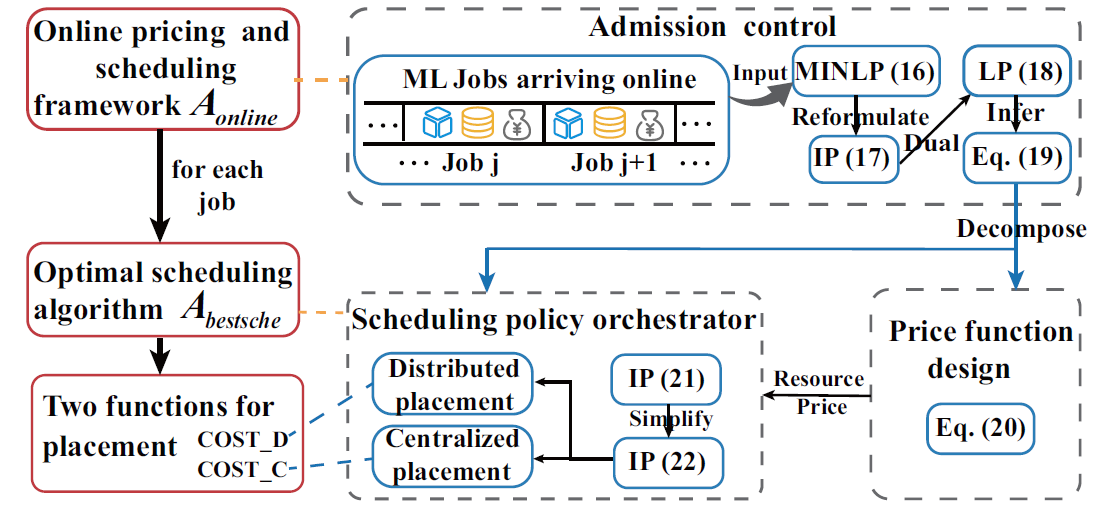 Online pricing and
scheduling
framework A online
for each
job
Optimal scheduling
algorithm A bestsche
Two functions for
placement
COST_D
COST_C
Admission control
ML Jobs arriving online
... ...
... Job j Job j+1 ...
Input
MINLP (16)
Reformulate
IP (17)
Dual
LP (18)
Infer
Eq. (19)
Decompose
Scheduling policy orchestrator
Distributed
placement
Centralized
placement
IP (21)
Simplify
IP (22)
Resource
Price
Price function
design
Eq. (20)